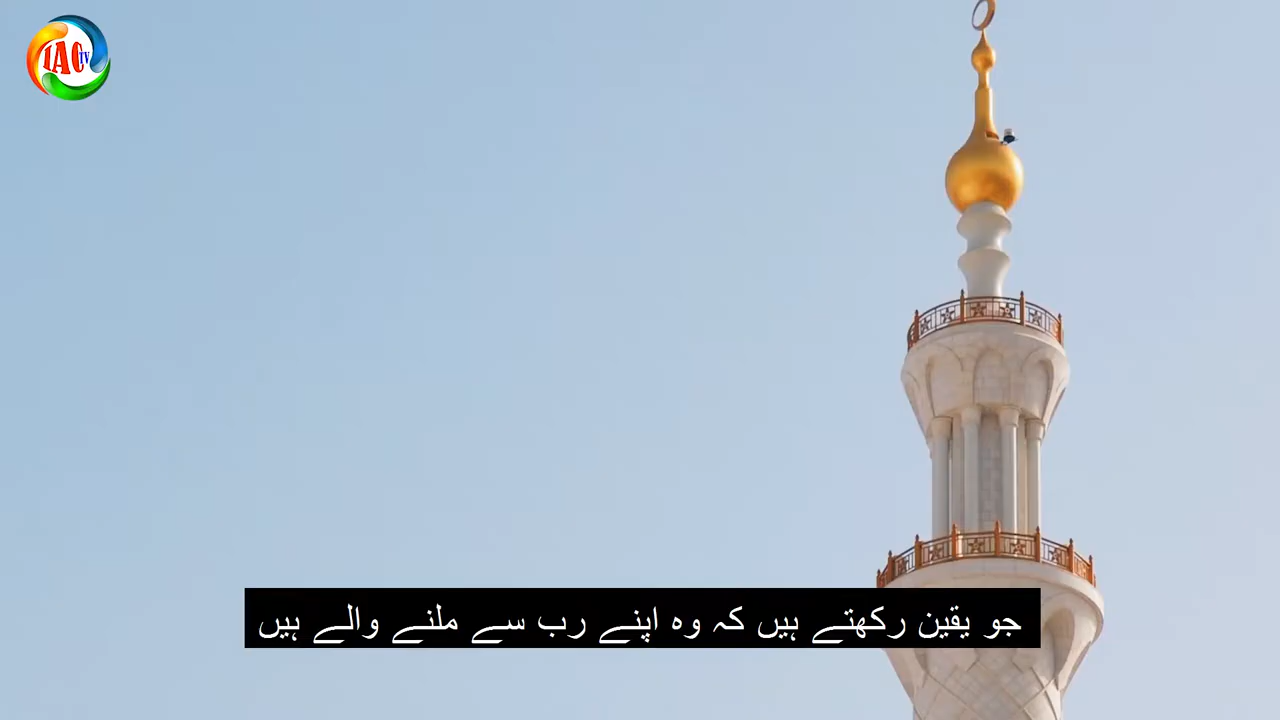 IAC TV
جو یقین رکھتے ہیں کہ وہ اپنے رب سے ملنے والے ہیں